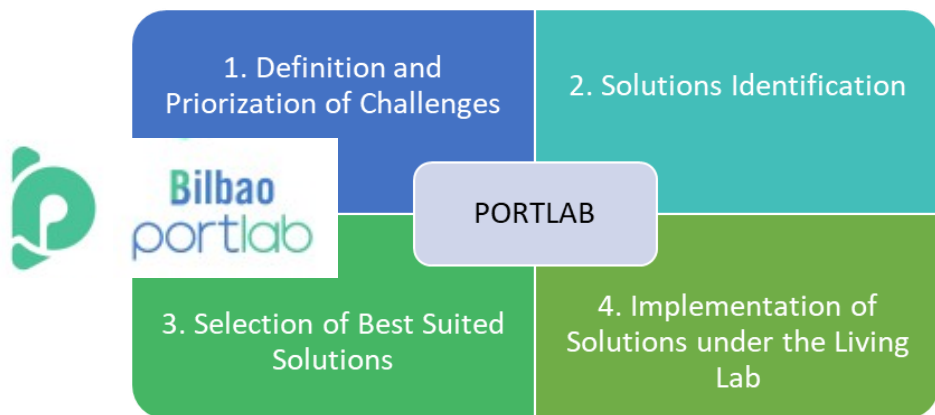 1. Definition and
Priorization of Challenges
2. Solutions Identification
Bilbao
portlab
PORTLAB
3. Selection of Best Suited
Solutions
4. Implementation of
Solutions under the Living
Lab